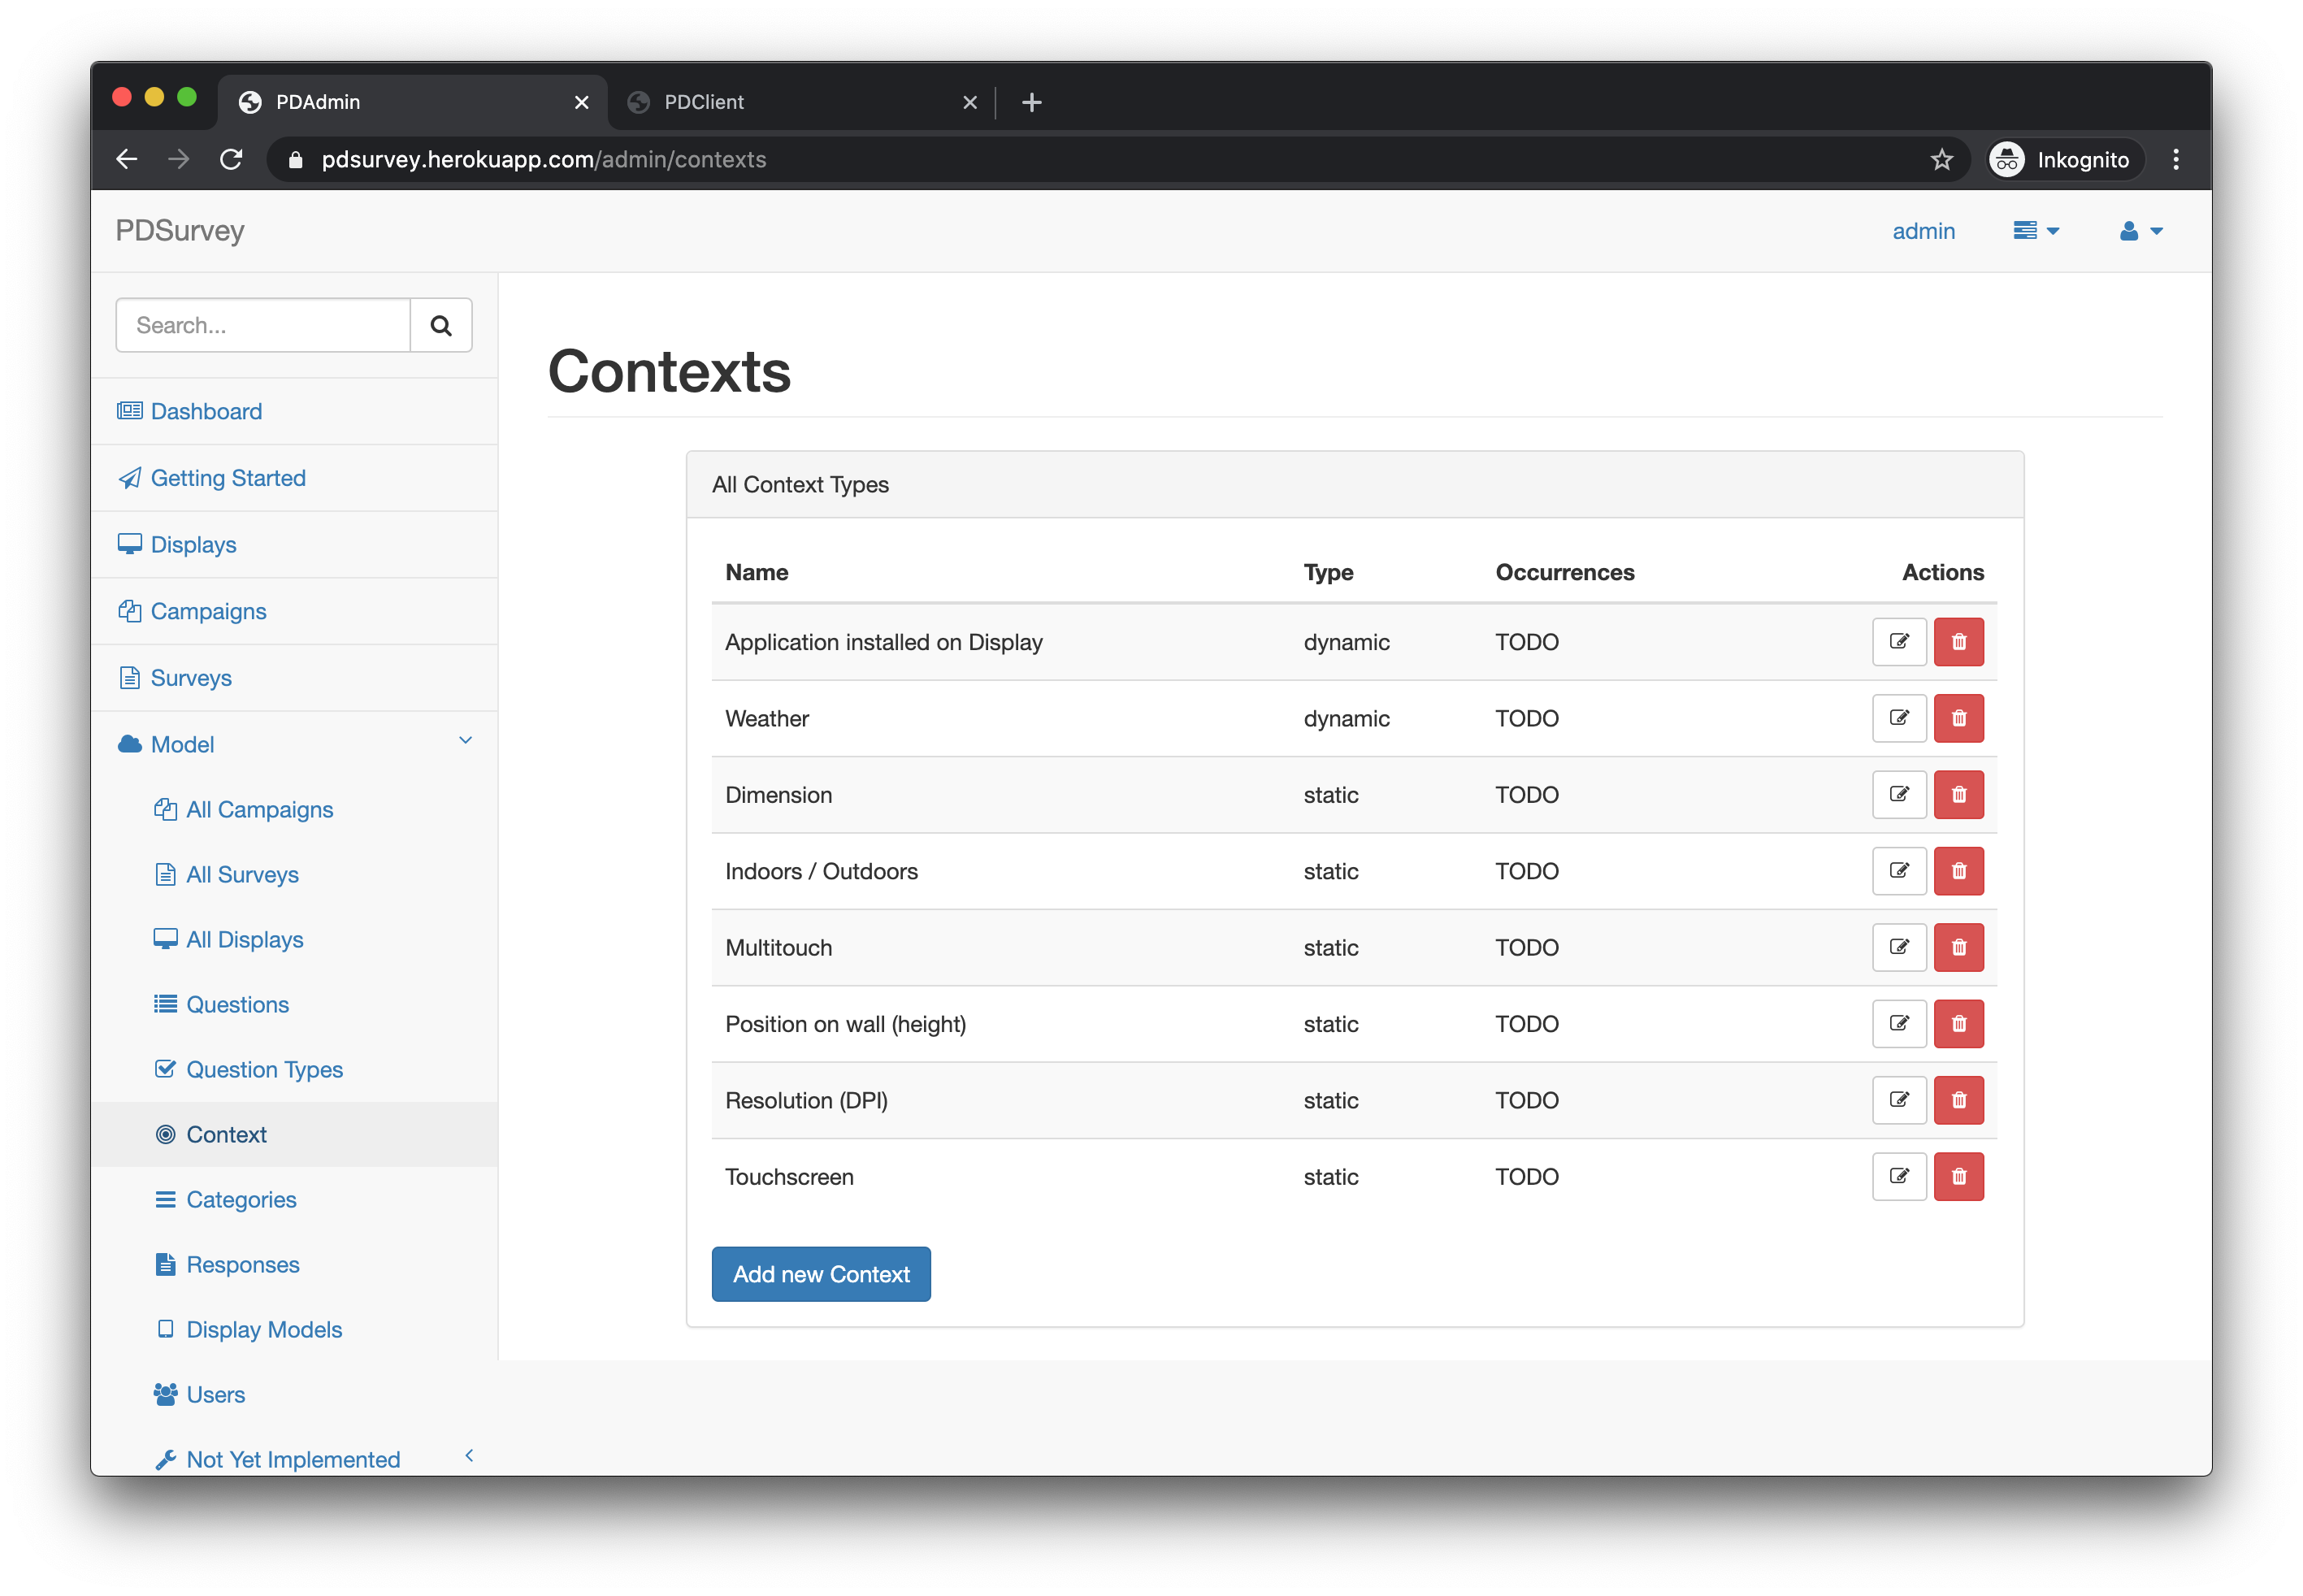 PDAdmin
PDClient
pdsurvey.herokuapp.com/admin/contexts
Inkognito
PDSurvey
admin
Search...
Dashboard
Getting Started
Displays
Campaigns
Surveys
Model
All Campaigns
All Surveys
All Displays
Questions
Question Types
Context
Categories
Responses
Display Models
Users
Not Yet Implemented
Contexts
All Context Types
Name Type Occurrences Actions
Application installed on Display dynamic TODO
Weather dynamic TODO
Dimension static TODO
Indoors / Outdoors static TODO
Multitouch static TODO
Position on wall (height) static TODO
Resolution (DPI) static TODO
Touchscreen static TODO
Add new Context